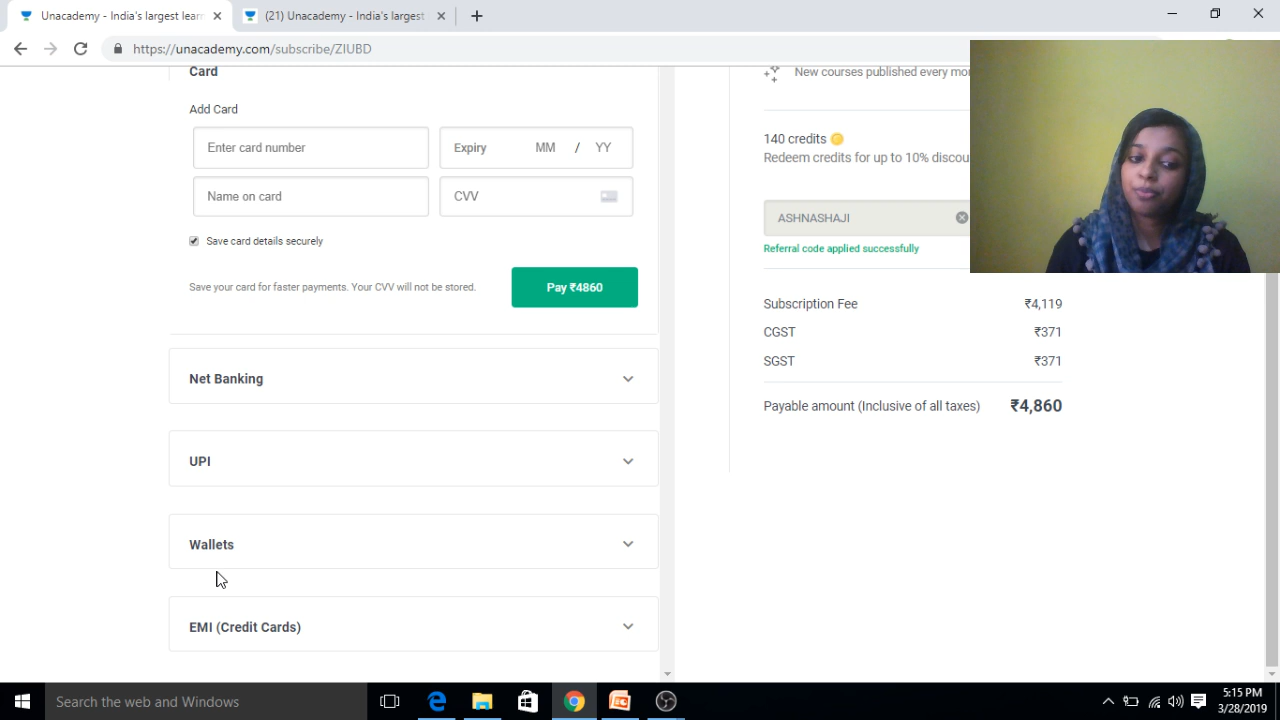 Unacademy - India's largest lear
(21) Unacademy - India's largest
https://unacademy.com/subscribe/ZIUBD
Card
Add Card
Enter card number
Expiry MM / YY
Name on card
CVV
Save card details securely
Save your card for faster payments. Your CVV will not be stored.
Pay ₹4860
Net Banking
UPI
Wallets
EMI (Credit Cards)
New courses published every mon
140 credits
Redeem credits for up to 10% discou
ASHNASHAJI
Referral code applied successfully
Subscription Fee ₹4,119
CGST ₹371
SGST ₹371
Payable amount (Inclusive of all taxes) ₹4,860
Search the web and Windows
5:15 PM
3/28/2019